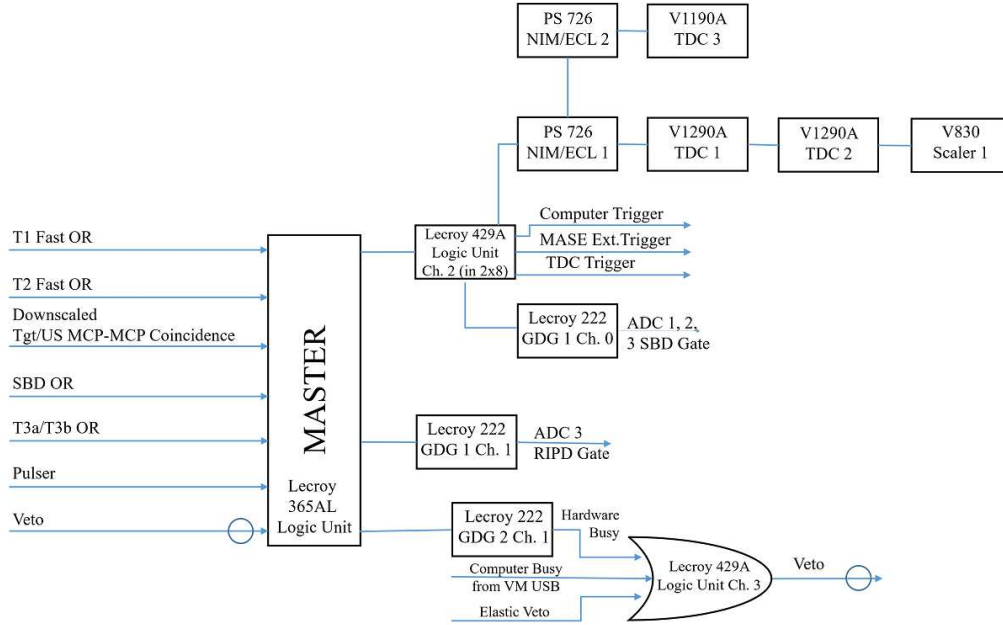 PS 726
NIM/ECL 2
V1190A
TDC 3
PS 726
NIM/ECL 1
V1290A
TDC 1
V1290A
TDC 2
V830
Scaler 1
T1 Fast OR
T2 Fast OR
Downscaled
Tgt/US MCP-MCP Coincidence
SBD OR
T3a/T3b OR
Pulser
Veto
MASTER
Lecroy
365AL
Logic Unit
Lecroy 429A
Logic Unit
Ch. 2 (in 2x8)
Computer Trigger
MASE Ext.Trigger
TDC Trigger
Lecroy 222
GDG 1 Ch. 0
ADC 1, 2,
3 SBD Gate
Lecroy 222
GDG 1 Ch. 1
ADC 3
RIPD Gate
Lecroy 222
GDG 2 Ch. 1
Hardware
Busy
Computer Busy
from VM USB
Elastic Veto
Lecroy 429A
Logic Unit Ch. 3
Veto